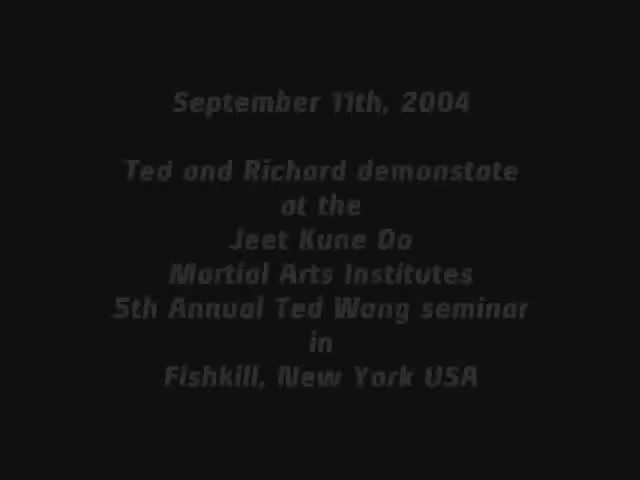 September 11th, 2004
Ted and Richard demonstate
at the
Jeet Kune Do
Martial Arts Institutes
5th Annual Ted Wong seminar
in
Fishkill, New York USA